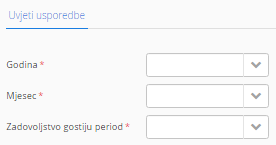 Uvjeti usporedbe
Godina *
Mjesec *
Zadovoljstvo gostiju period *